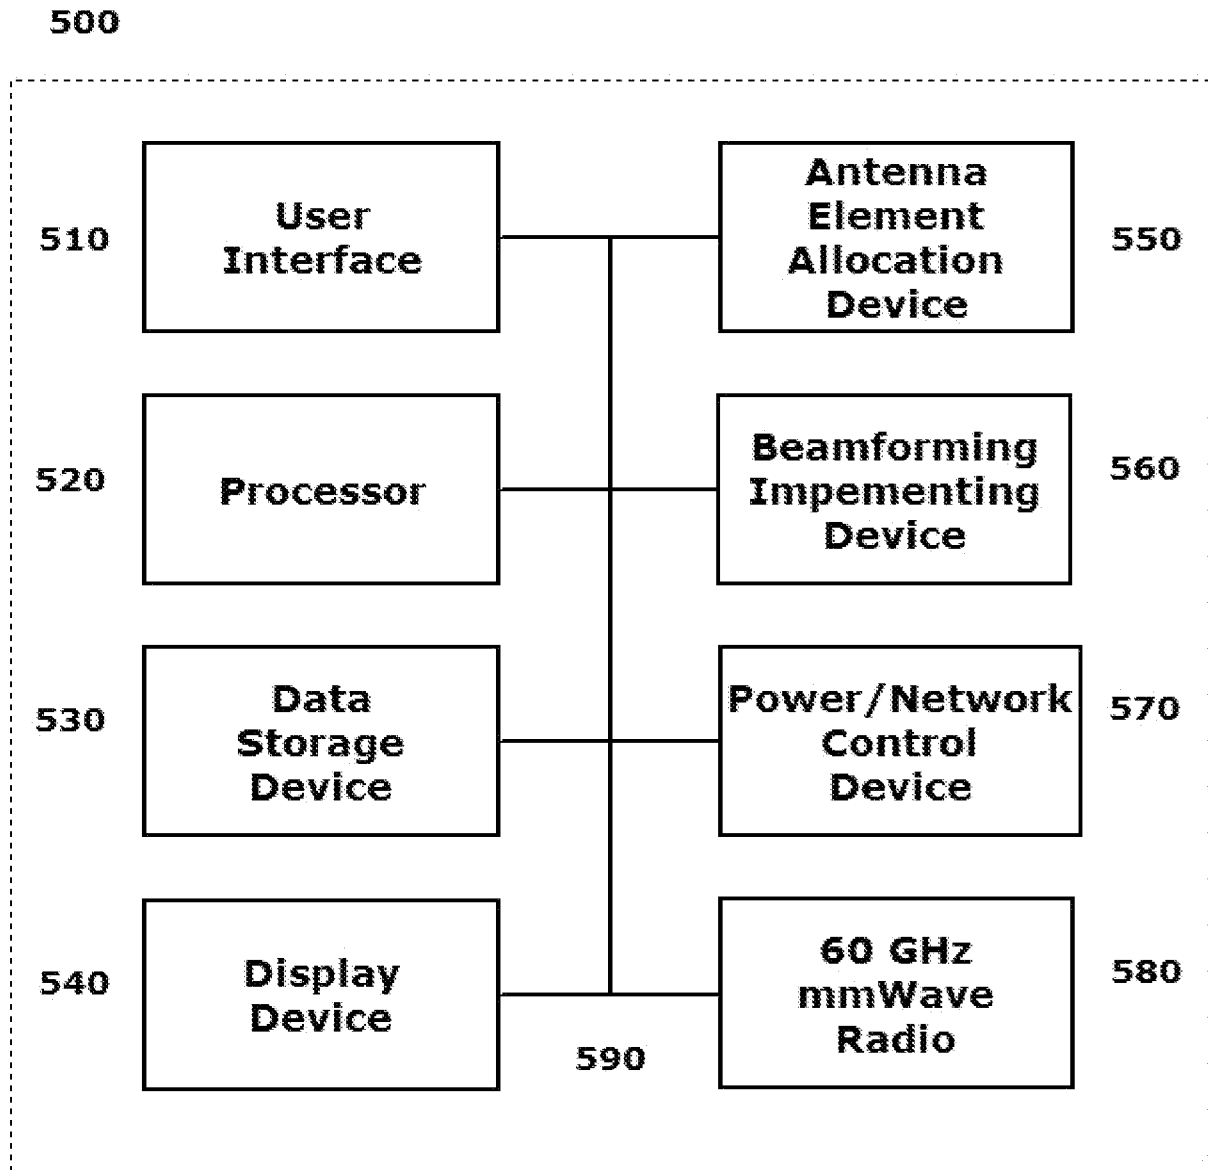 500
510
User
Interface
Antenna
Element
Allocation
Device
550
520
Processor
Beamforming
Impementing
Device
560
530
Data
Storage
Device
Power/Network
Control
Device
570
540
Display
Device
60 GHz
mmWave
Radio
580
590